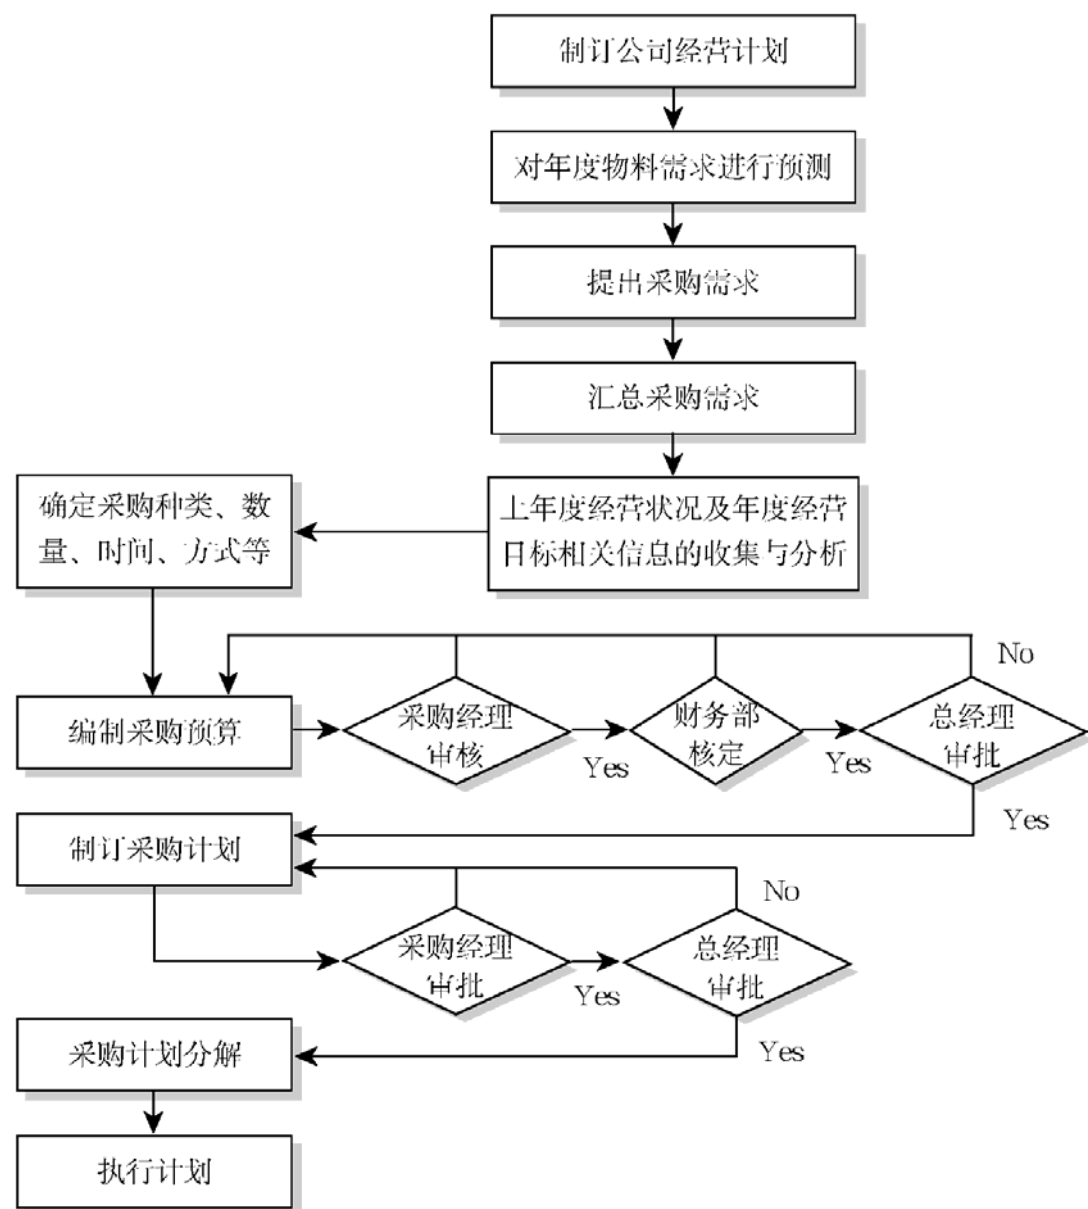 制订公司经营计划
对年度物料需求进行预测
提出采购需求
汇总采购需求
上年度经营状况及年度经营
目标相关信息的收集与分析
确定采购种类、数
量、时间、方式等
No
编制采购预算
采购经理
审核
Yes
财务部
核定
Yes
总经理
审批
Yes
制订采购计划
No
采购经理
审批
Yes
总经理
审批
Yes
采购计划分解
执行计划